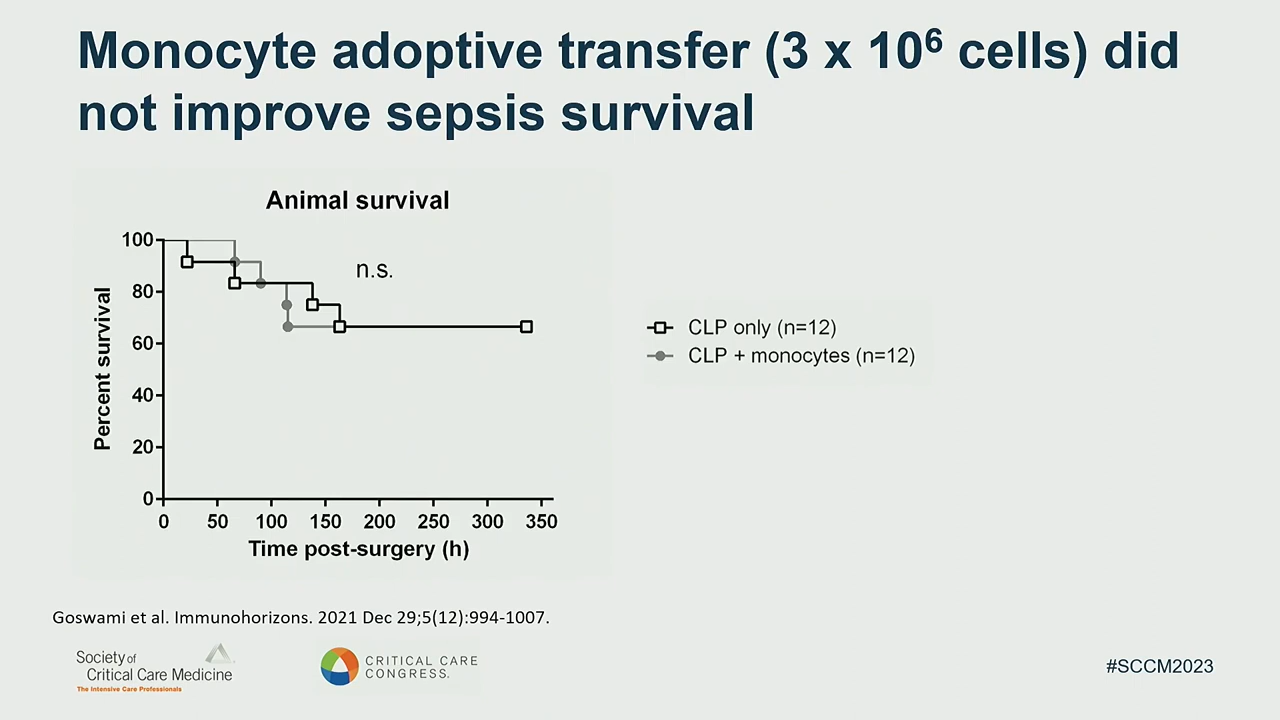 Monocyte adoptive transfer (3 x 10⁶ cells) did
not improve sepsis survival
Animal survival
n.s.
Percent survival
100
80
60
40
20
0
0 50 100 150 200 250 300 350
Time post-surgery (h)
CLP only (n=12)
CLP + monocytes (n=12)
Goswami et al. Immunohorizons. 2021 Dec 29;5(12):994-1007.
Society of
Critical Care Medicine
The Intensive Care Professionals
CRITICAL CARE
CONGRESS.
#SCCM2023